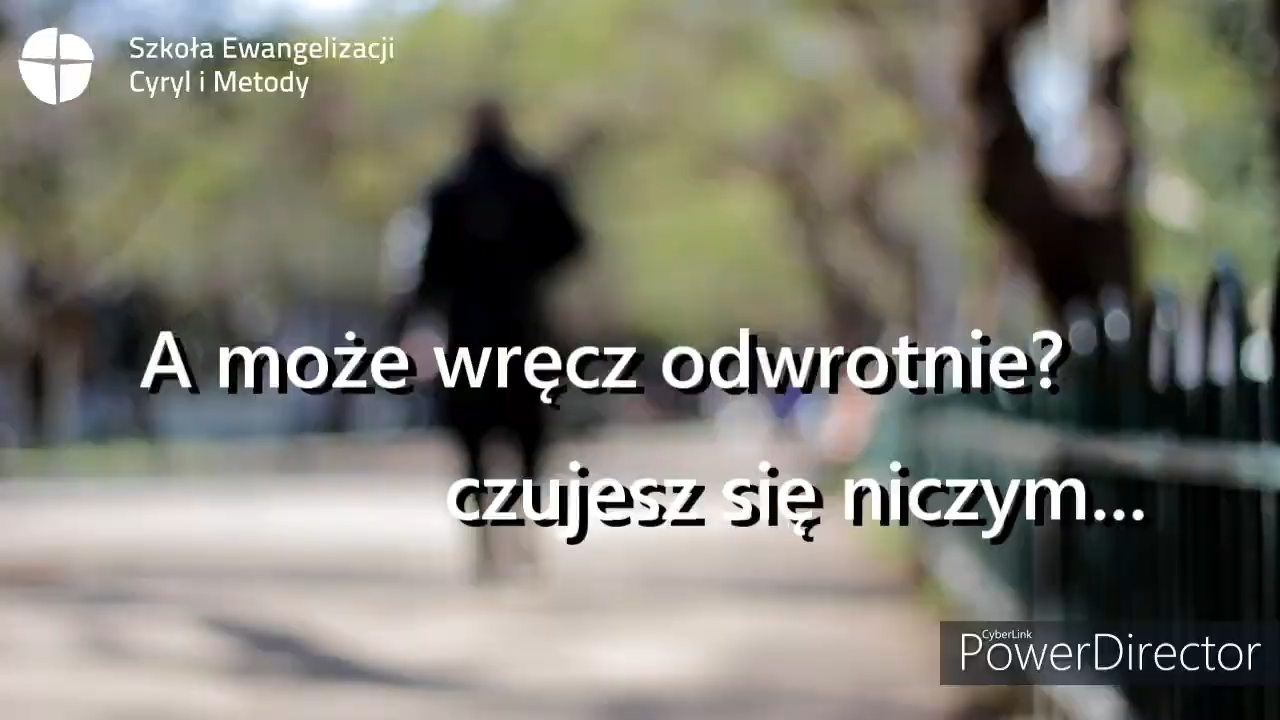 Szkoła Ewangelizacji
Cyryl i Metody
A może wręcz odwrotnie?
czujesz się niczym...
CyberLink
PowerDirector